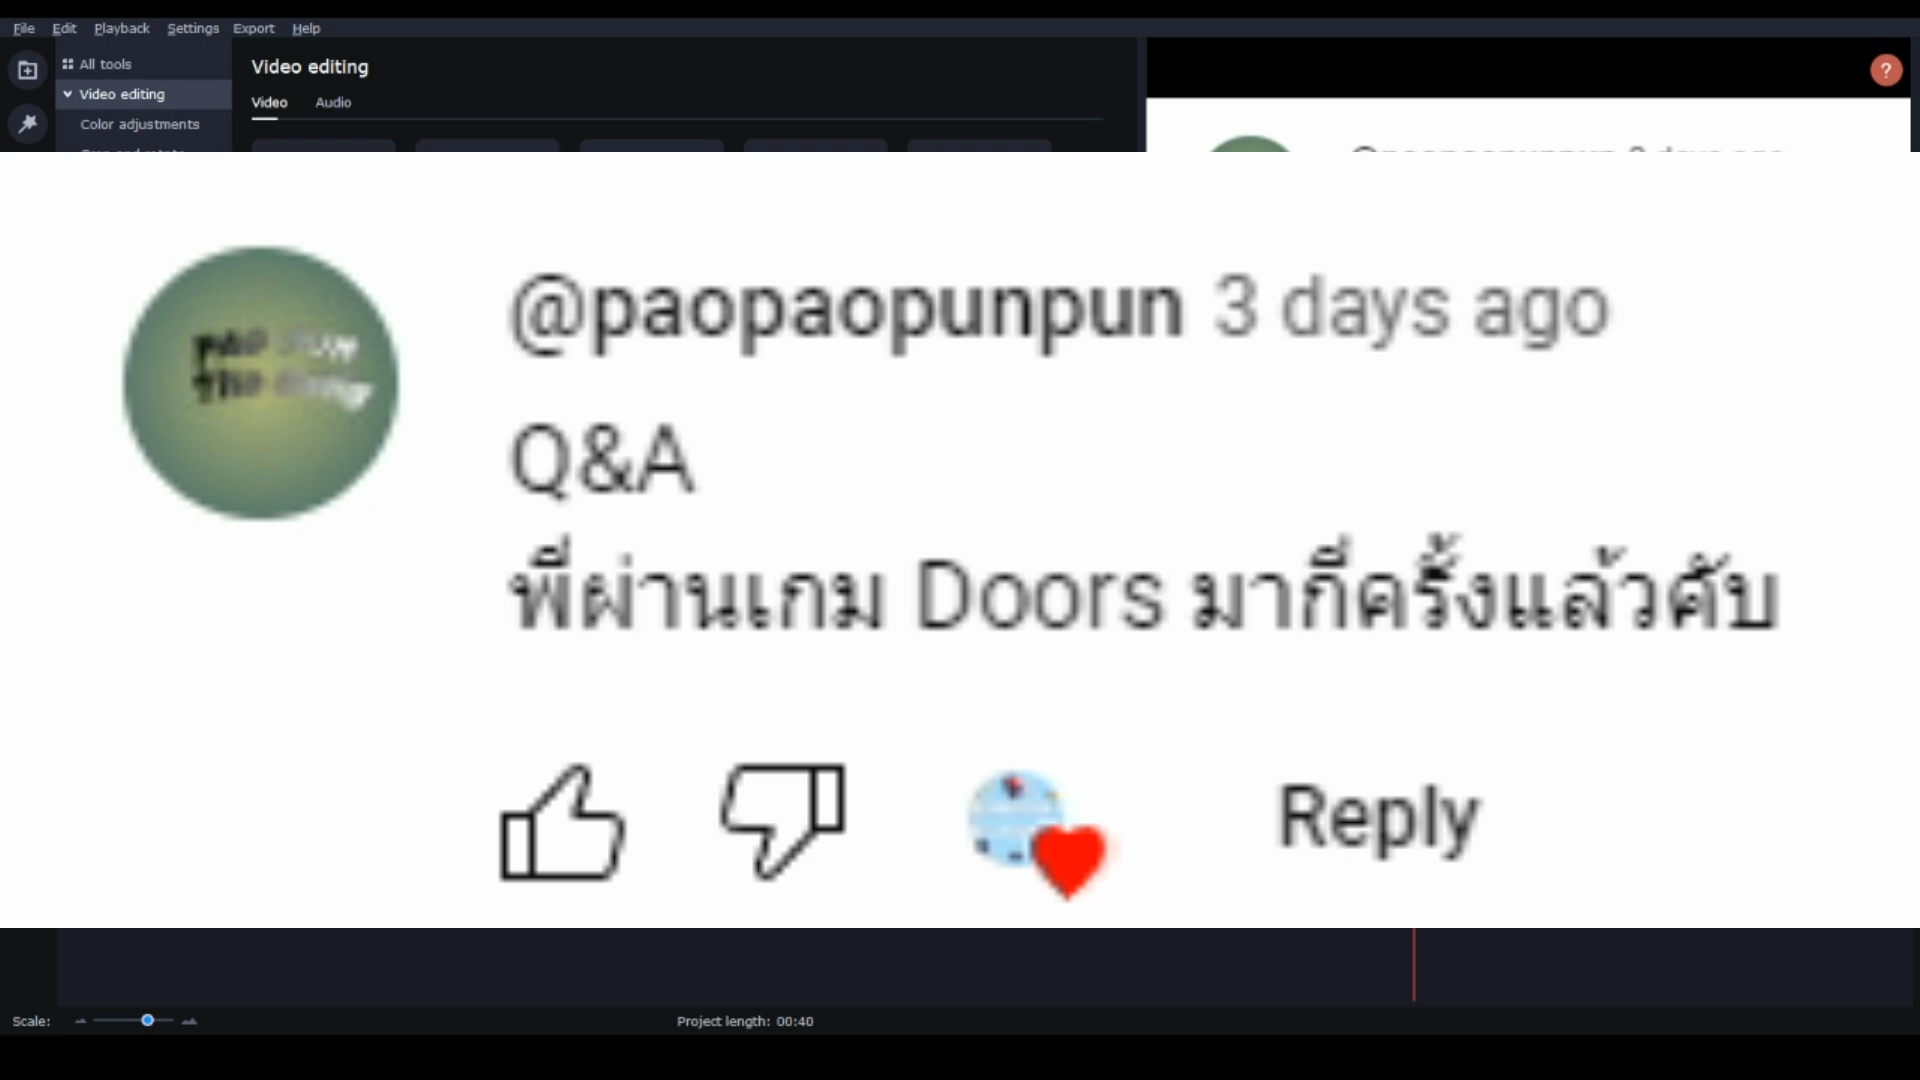 File Edit Playback Settings Export Help
All tools
Video editing
Color adjustments
Video editing
Video Audio
?
@paopaopunpun 3 days ago
Q&A
พี่ผ่านเกม Doors มากี่ครั้งแล้วคับ
Reply
Scale:
Project length: 00:40